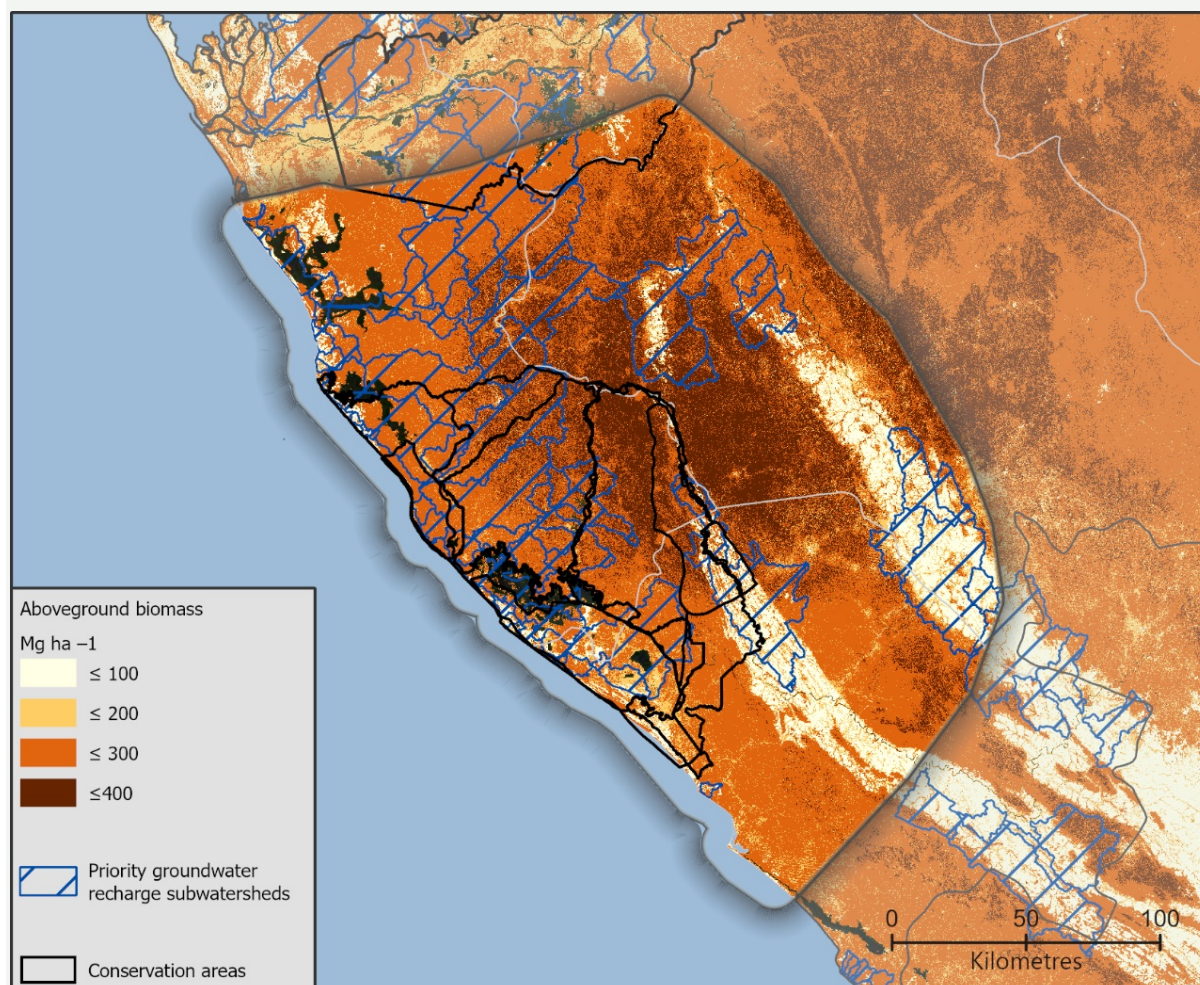 Aboveground biomass
Mg ha –1
≤ 100
≤ 200
≤ 300
≤400
Priority groundwater
recharge subwatersheds
Conservation areas
0 50 100
Kilometres